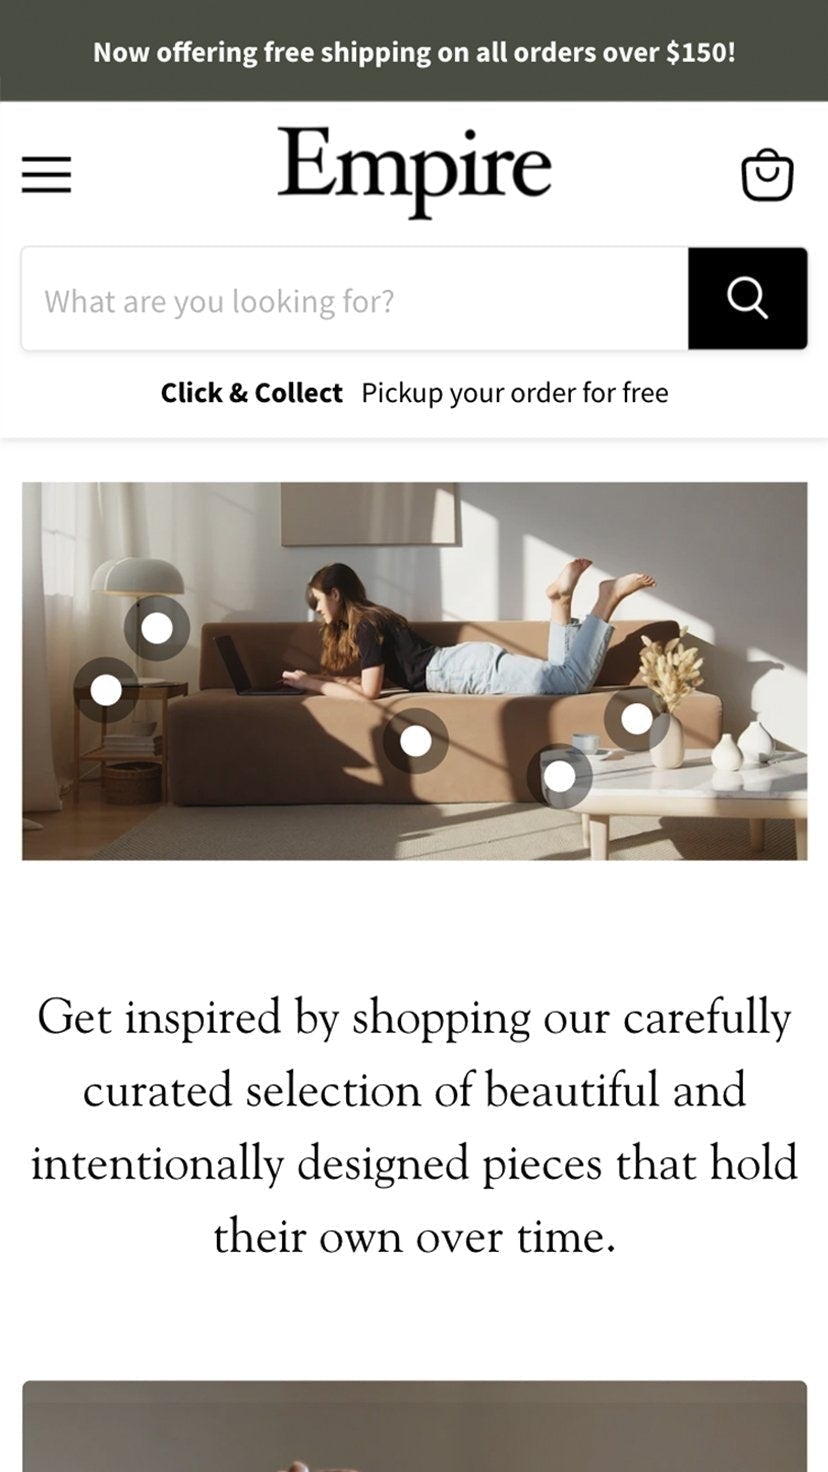 Now offering free shipping on all orders over $150!
Empire
What are you looking for?
Click & Collect Pickup your order for free
Get inspired by shopping our carefully
curated selection of beautiful and
intentionally designed pieces that hold
their own over time.